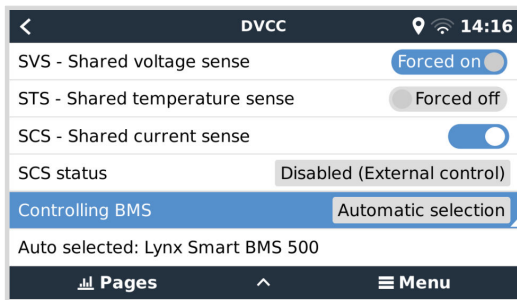 DVCC 14:16
SVS - Shared voltage sense Forced on
STS - Shared temperature sense Forced off
SCS - Shared current sense
SCS status Disabled (External control)
Controlling BMS Automatic selection
Auto selected: Lynx Smart BMS 500
Pages Menu